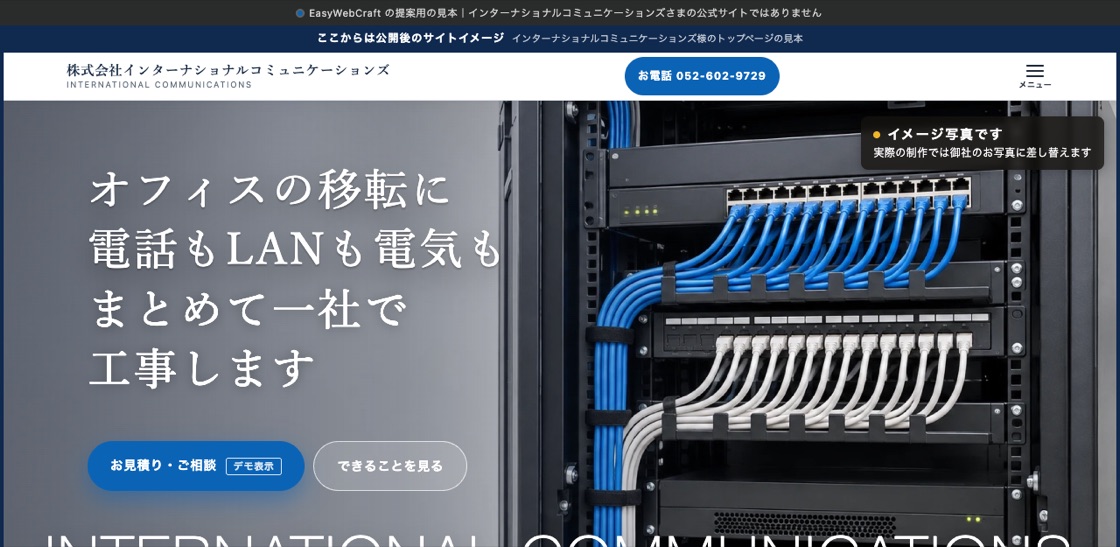 EasyWebCraft の提案用の見本｜インターナショナルコミュニケーションズさまの公式サイトではありません
ここからは公開後のサイトイメージ インターナショナルコミュニケーションズ様のトップページの見本
株式会社インターナショナルコミュニケーションズ
INTERNATIONAL COMMUNICATIONS
お電話 052-602-9729
メニュー
イメージ写真です
実際の制作では御社のお写真に差し替えます
オフィスの移転に
電話もLANも電気も
まとめて一社で
工事します
お見積り・ご相談 デモ表示
できることを見る
INTERNATIONAL COMMUNICATIONS